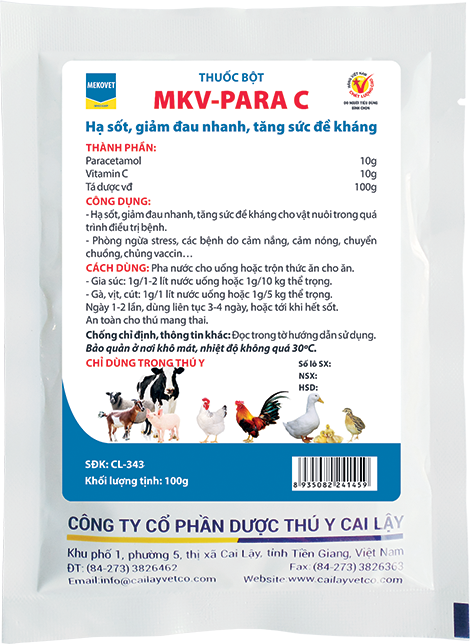 MEKOVET
THUỐC BỘT
MKV-PARA C
HÀNG VIỆT NAM
CHẤT LƯỢNG CAO
DO NGƯỜI TIÊU DÙNG
BÌNH CHỌN
Hạ sốt, giảm đau nhanh, tăng sức đề kháng
THÀNH PHẦN:
Paracetamol 10g
Vitamin C 10g
Tá dược vđ 100g
CÔNG DỤNG:
- Hạ sốt, giảm đau nhanh, tăng sức đề kháng cho vật nuôi trong quá
trình điều trị bệnh.
- Phòng ngừa stress, các bệnh do cảm nắng, cảm nóng, chuyển
chuồng, chủng vaccin…
CÁCH DÙNG: Pha nước cho uống hoặc trộn thức ăn cho ăn.
- Gia súc: 1g/1-2 lít nước uống hoặc 1g/10 kg thể trọng.
- Gà, vịt, cút: 1g/1 lít nước uống hoặc 1g/5 kg thể trọng.
Ngày 1-2 lần, dùng liên tục 3-4 ngày, hoặc tới khi hết sốt.
An toàn cho thú mang thai.
Chống chỉ định, thông tin khác: Đọc trong tờ hướng dẫn sử dụng.
Bảo quản ở nơi khô mát, nhiệt độ không quá 30ºC.
CHỈ DÙNG TRONG THÚ Y
Số lô SX:
NSX:
HSD:
SĐK: CL-343
Khối lượng tịnh: 100g
8 935082 241459
CÔNG TY CỔ PHẦN DƯỢC THÚ Y CAI LẬY
Khu phố 1, phường 5, thị xã Cai Lậy, tỉnh Tiền Giang, Việt Nam
ĐT: (84-273) 3826462 Fax: (84-273) 3826363
Email:info@cailayvetco.com Website www.cailayvetco.com